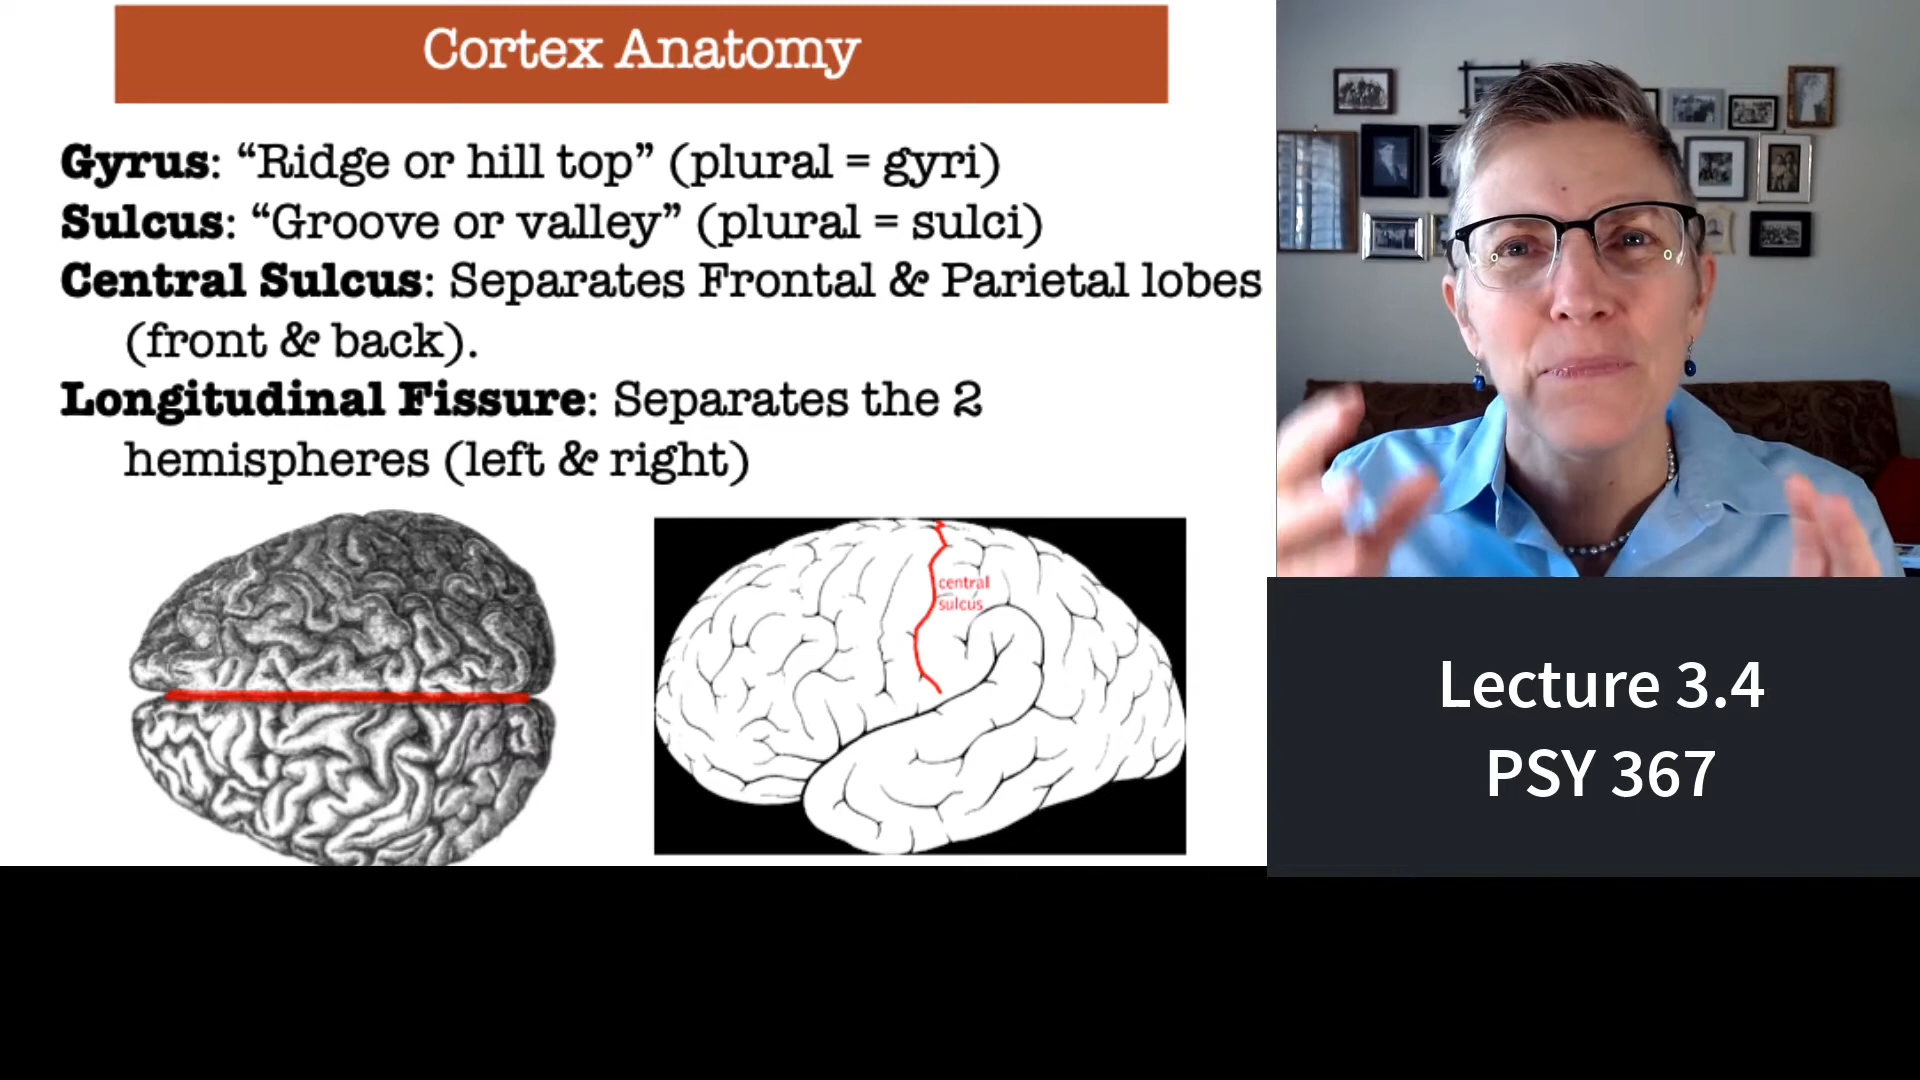 Cortex Anatomy
Gyrus: “Ridge or hill top” (plural = gyri)
Sulcus: “Groove or valley” (plural = sulci)
Central Sulcus: Separates Frontal & Parietal lobes
(front & back).
Longitudinal Fissure: Separates the 2
hemispheres (left & right)
central
sulcus
Lecture 3.4
PSY 367